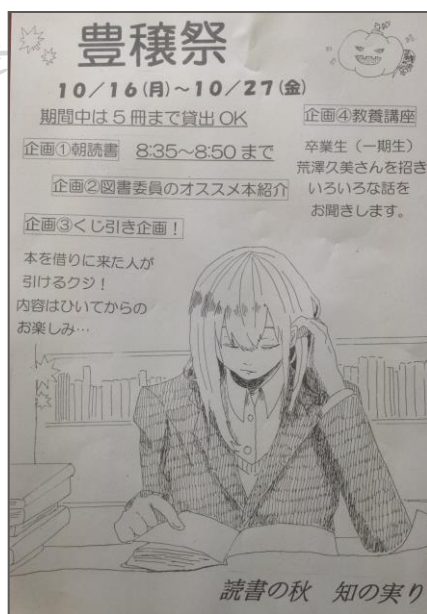 豊穣祭
10/16(月)~10/27(金)
期間中は5冊まで貸出OK
企画①朝読書 8:35~8:50まで
企画②図書委員のオススメ本紹介
企画③くじ引き企画!
本を借りに来た人が
引けるクジ!
内容はひいてからの
お楽しみ…
企画④教養講座
卒業生(一期生)
荒澤久美さんを招き
いろいろな話を
お聞きします。
読書の秋 知の実り